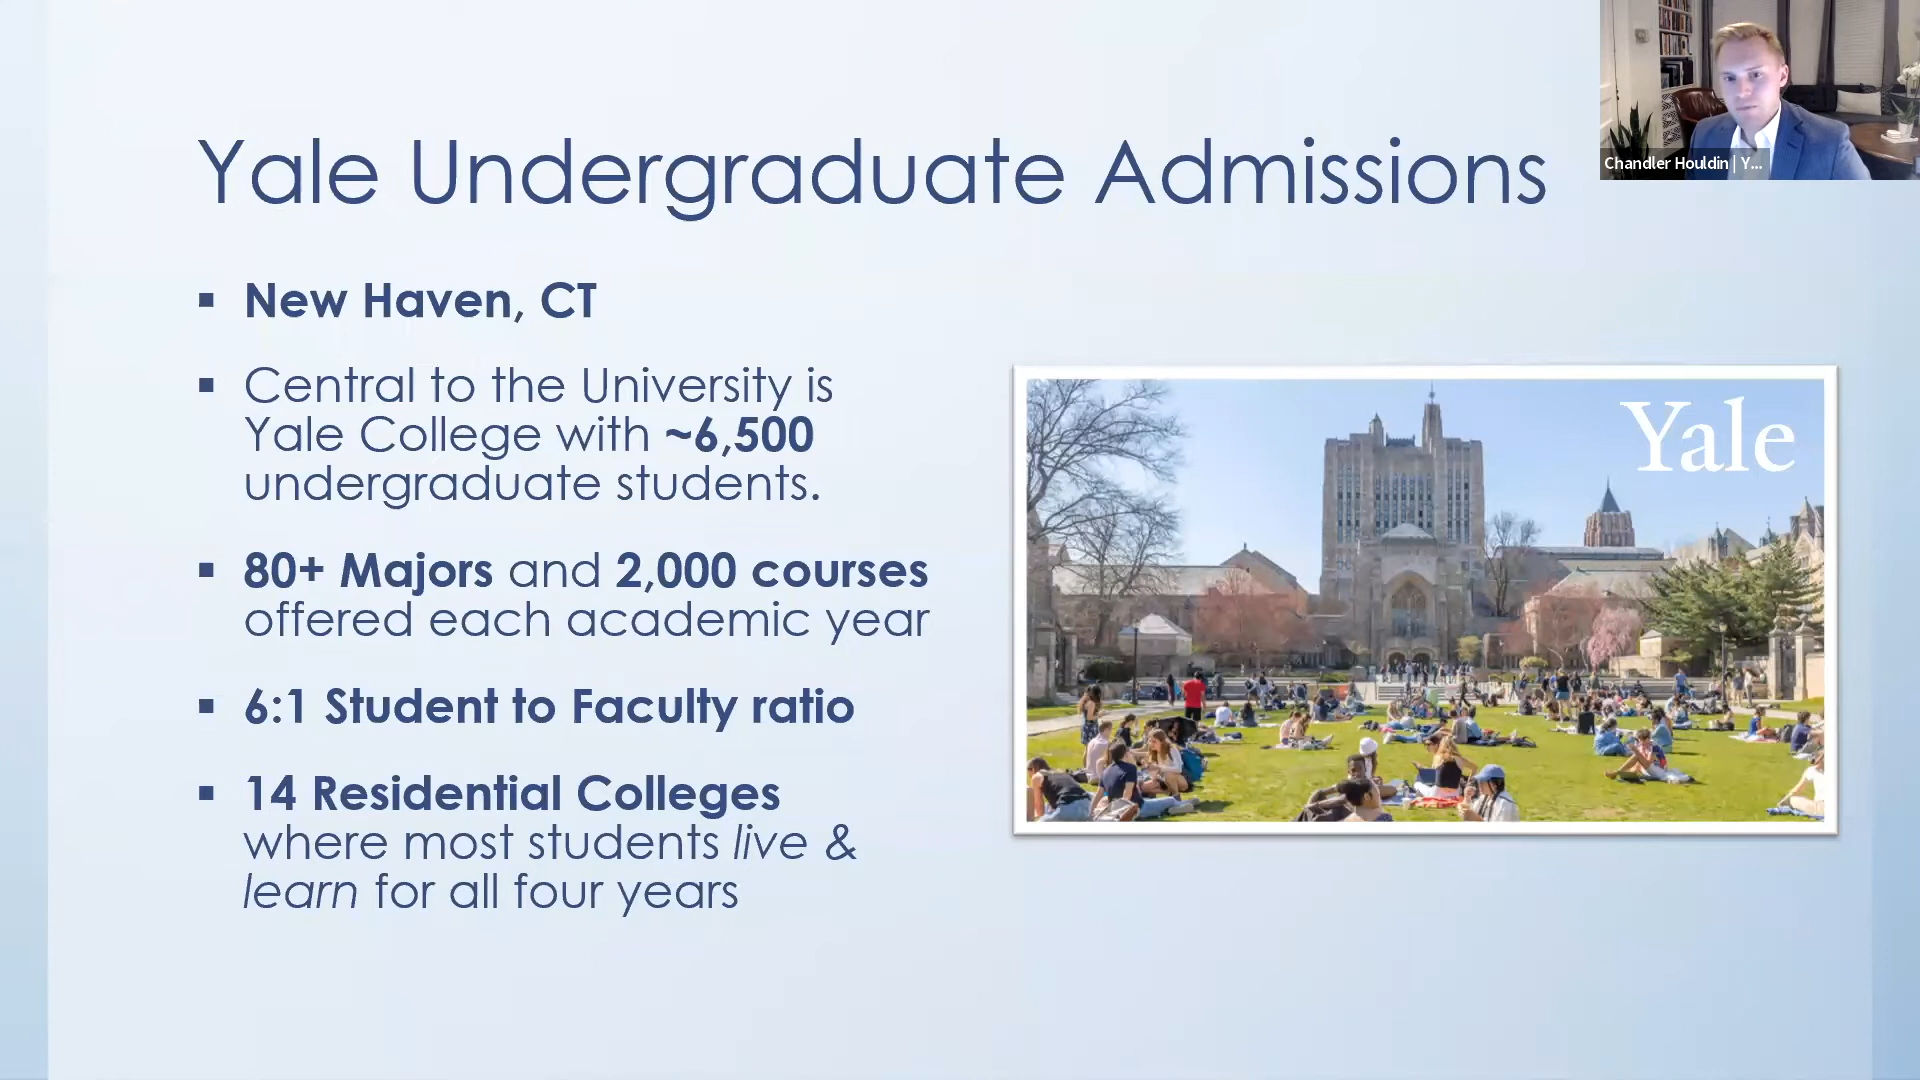 Chandler Houldin | Y...
Yale Undergraduate Admissions
▪ New Haven, CT
▪ Central to the University is
Yale College with ~6,500
undergraduate students.
▪ 80+ Majors and 2,000 courses
offered each academic year
▪ 6:1 Student to Faculty ratio
▪ 14 Residential Colleges
where most students live &
learn for all four years
Yale